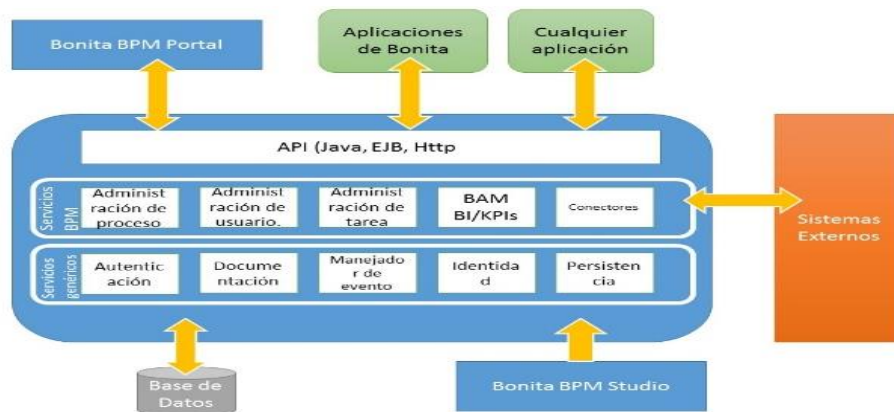 Bonita BPM Portal
Aplicaciones
de Bonita
Cualquier
aplicación
API (Java, EJB, Http
Servicios
BPM
Administ
ración de
proceso
Administ
ración de
usuario.
Administ
ración de
tarea
BAM
BI/KPIs
Conectores
Sistemas
Externos
Servicios
genéricos
Autentic
ación
Docume
ntación
Manejad
or de
evento
Identida
d
Persisten
cia
Base de
Datos
Bonita BPM Studio